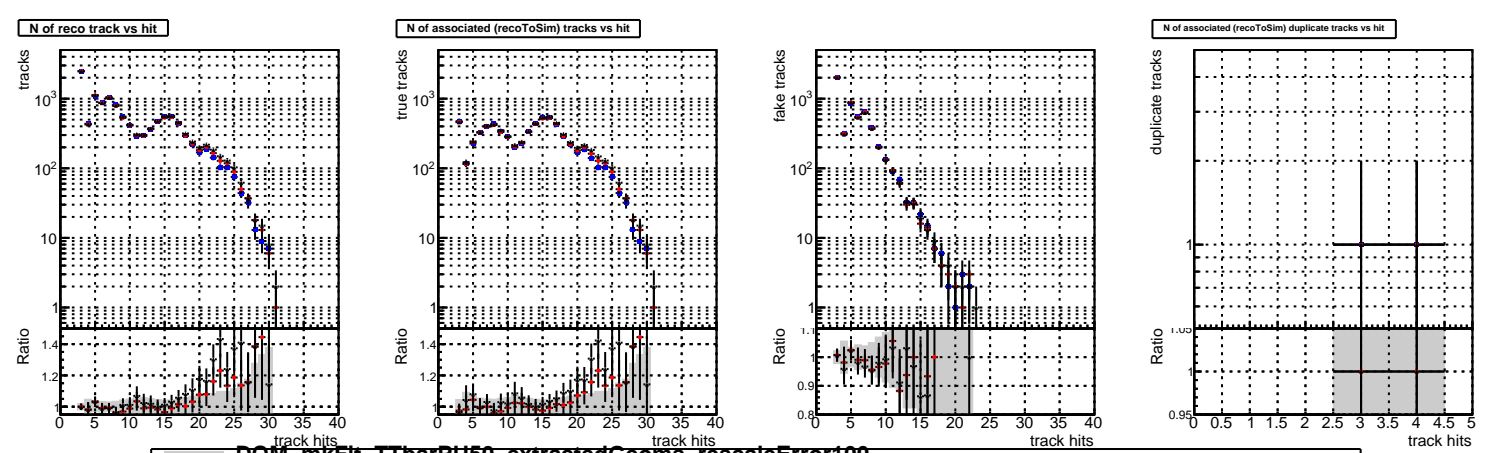 N of reco track vs hit
tracks
10³
10²
10
1
Ratio
1.4
1.2
1
0 5 10 15 20 25 30 35 40
track hits
N of associated (recoToSim) tracks vs hit
true tracks
10³
10²
10
1
Ratio
1.4
1.2
1
0 5 10 15 20 25 30 35 40
track hits
fake tracks
10³
10²
10
1
Ratio
1.1
1
0.9
0.8
0 5 10 15 20 25 30 35 40
track hits
N of associated (recoToSim) duplicate tracks vs hit
duplicate tracks
1
Ratio
1.05
1
0.95
0 0.5 1 1.5 2 2.5 3 3.5 4 4.5 5
track hits